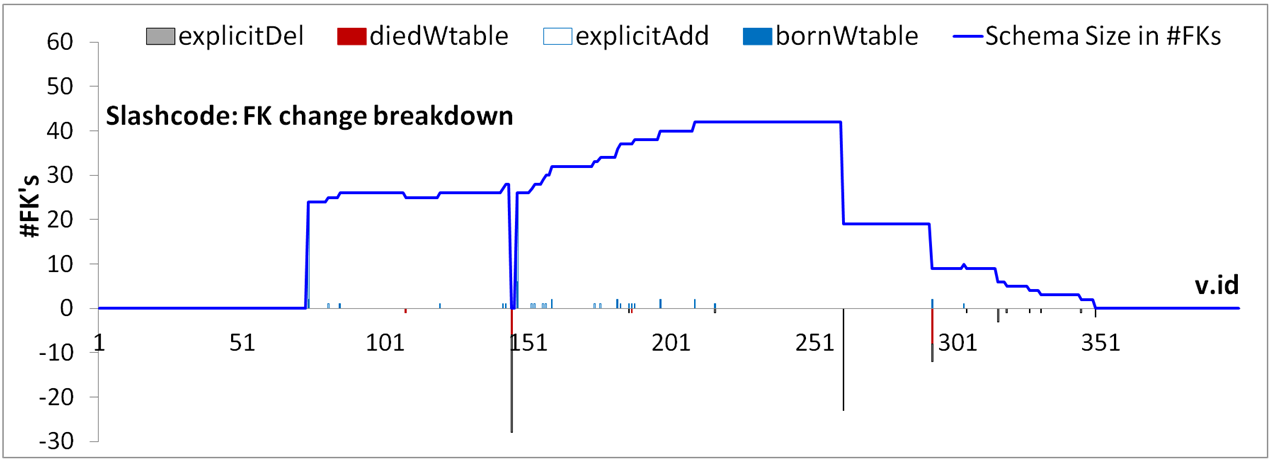 60 explicitDel diedWtable explicitAdd bornWtable Schema Size in #FKs
50
Slashcode: FK change breakdown
40
30
#FK's
20
10
v.id
0
1 51 101 151 201 251 301 351
-10
-20
-30